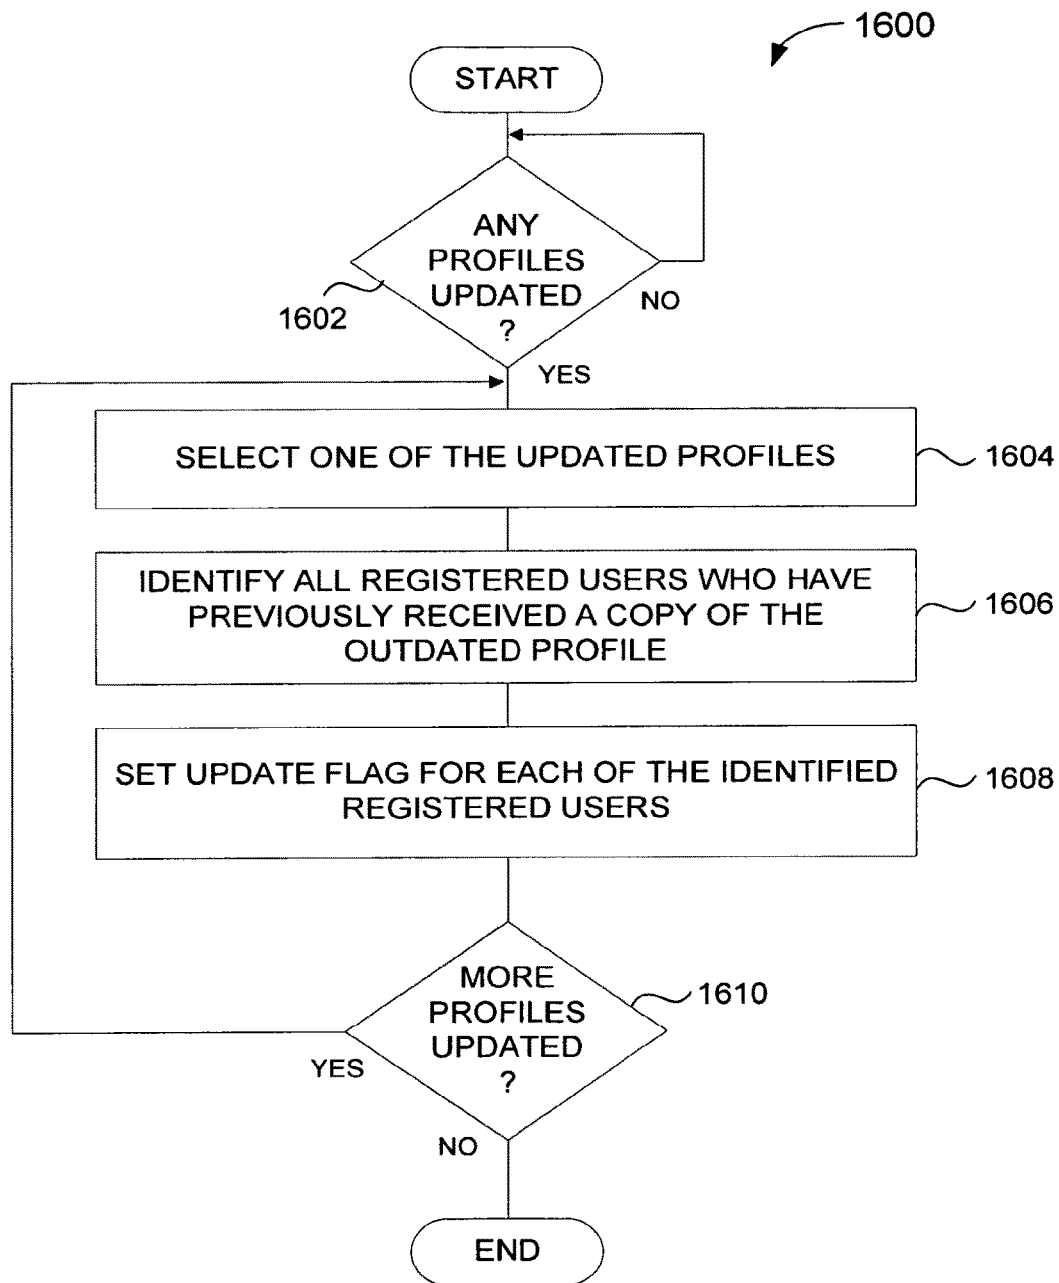 1600
START
ANY
PROFILES
UPDATED
?
1602
NO
YES
SELECT ONE OF THE UPDATED PROFILES
1604
IDENTIFY ALL REGISTERED USERS WHO HAVE
PREVIOUSLY RECEIVED A COPY OF THE
OUTDATED PROFILE
1606
SET UPDATE FLAG FOR EACH OF THE IDENTIFIED
REGISTERED USERS
1608
MORE
PROFILES
UPDATED
?
1610
YES
NO
END